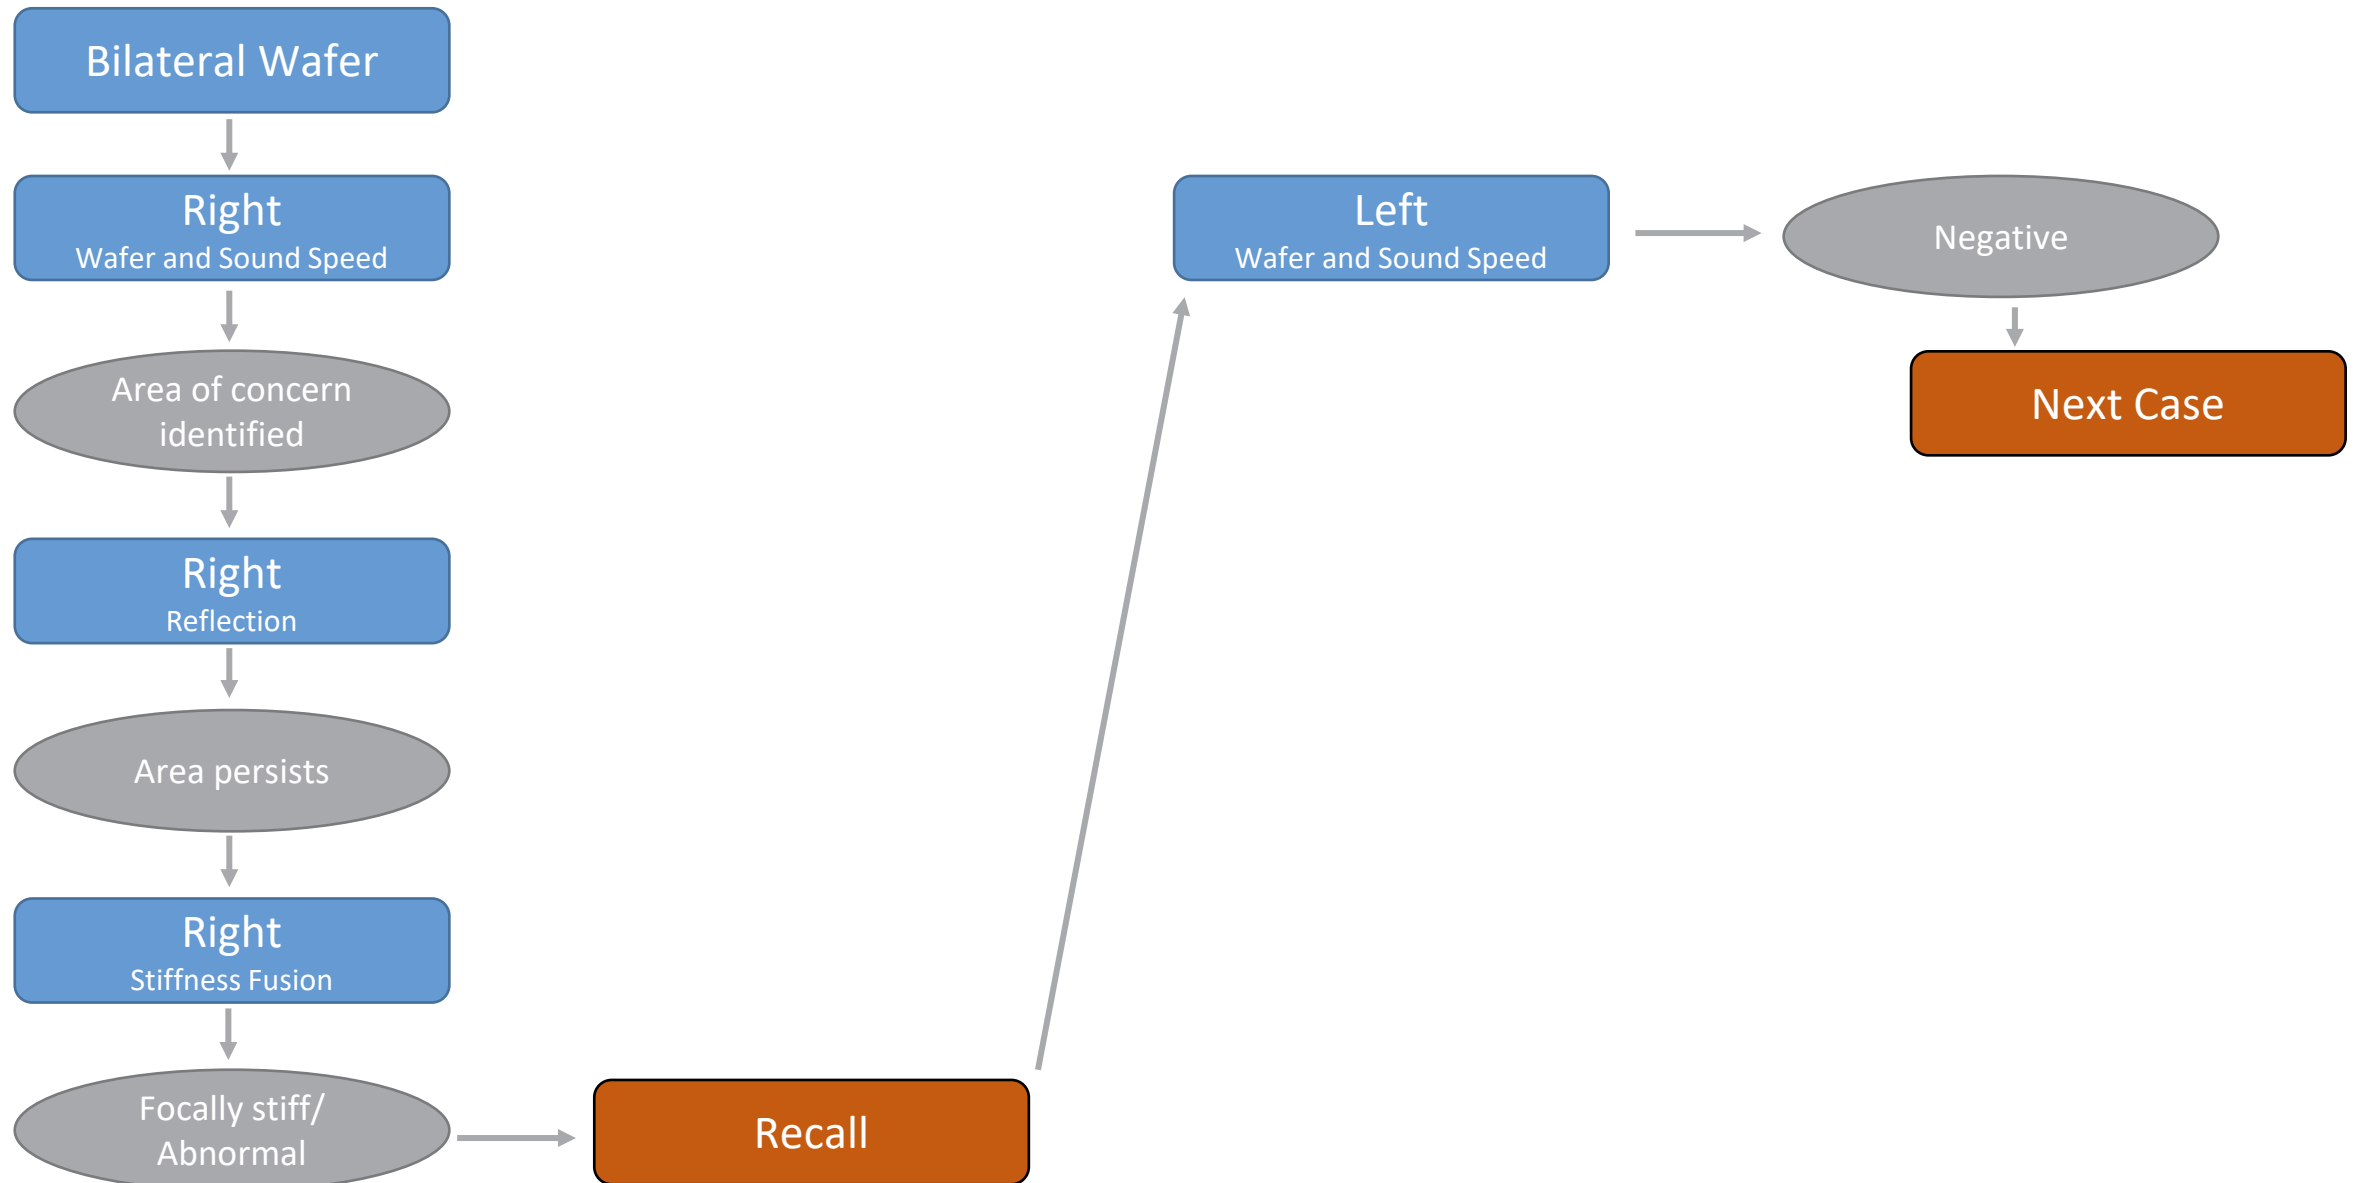 Bilateral Wafer
Right
Wafer and Sound Speed
Area of concern
identified
Right
Reflection
Area persists
Right
Stiffness Fusion
Focally stiff/
Abnormal
Recall
Left
Wafer and Sound Speed
Negative
Next Case